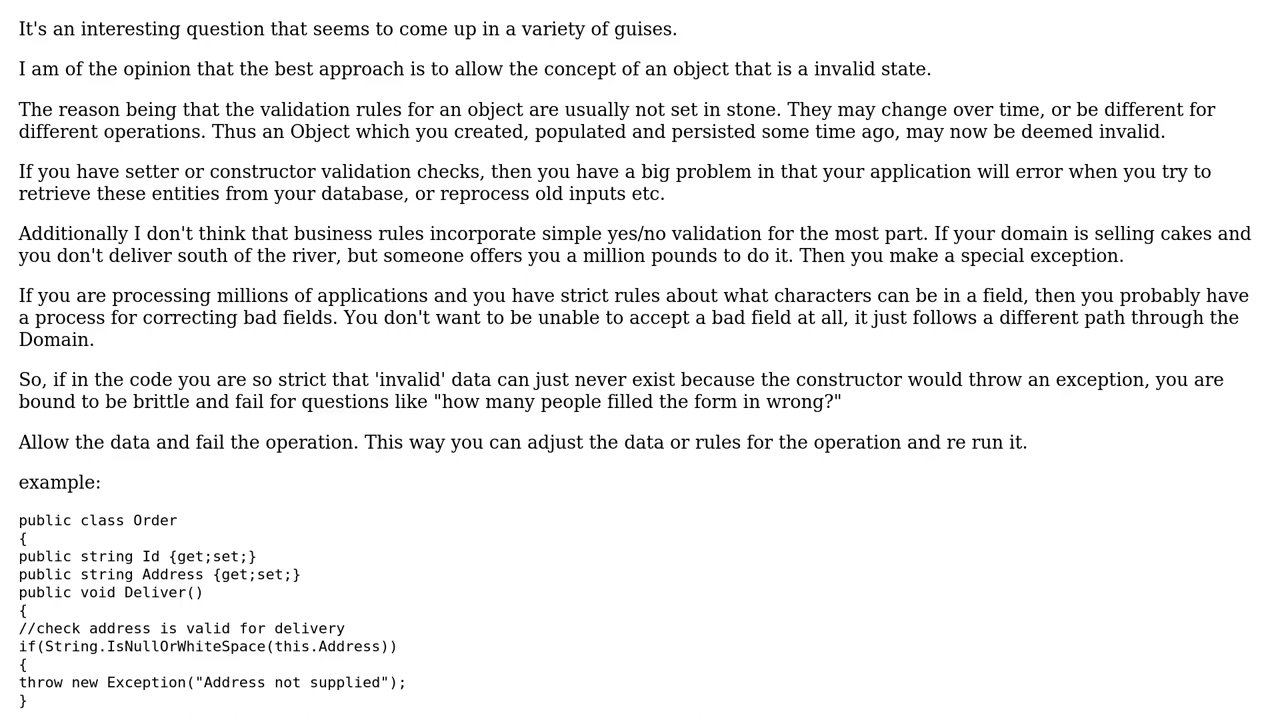 It's an interesting question that seems to come up in a variety of guises.
I am of the opinion that the best approach is to allow the concept of an object that is a invalid state.
The reason being that the validation rules for an object are usually not set in stone. They may change over time, or be different for
different operations. Thus an Object which you created, populated and persisted some time ago, may now be deemed invalid.
If you have setter or constructor validation checks, then you have a big problem in that your application will error when you try to
retrieve these entities from your database, or reprocess old inputs etc.
Additionally I don't think that business rules incorporate simple yes/no validation for the most part. If your domain is selling cakes and
you don't deliver south of the river, but someone offers you a million pounds to do it. Then you make a special exception.
If you are processing millions of applications and you have strict rules about what characters can be in a field, then you probably have
a process for correcting bad fields. You don't want to be unable to accept a bad field at all, it just follows a different path through the
Domain.
So, if in the code you are so strict that 'invalid' data can just never exist because the constructor would throw an exception, you are
bound to be brittle and fail for questions like "how many people filled the form in wrong?"
Allow the data and fail the operation. This way you can adjust the data or rules for the operation and re run it.
example:
public class Order
{
public string Id {get;set;}
public string Address {get;set;}
public void Deliver()
{
//check address is valid for delivery
if(String.IsNullOrWhiteSpace(this.Address))
{
throw new Exception("Address not supplied");
}